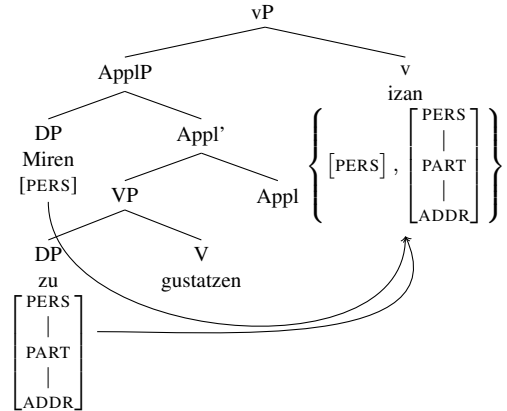 vP
ApplP v
izan
DP Appl’ { [PERS] , [PERS | PART | ADDR] }
Miren
[PERS]
VP Appl
DP V
zu gustatzen
[PERS
|
PART
|
ADDR]